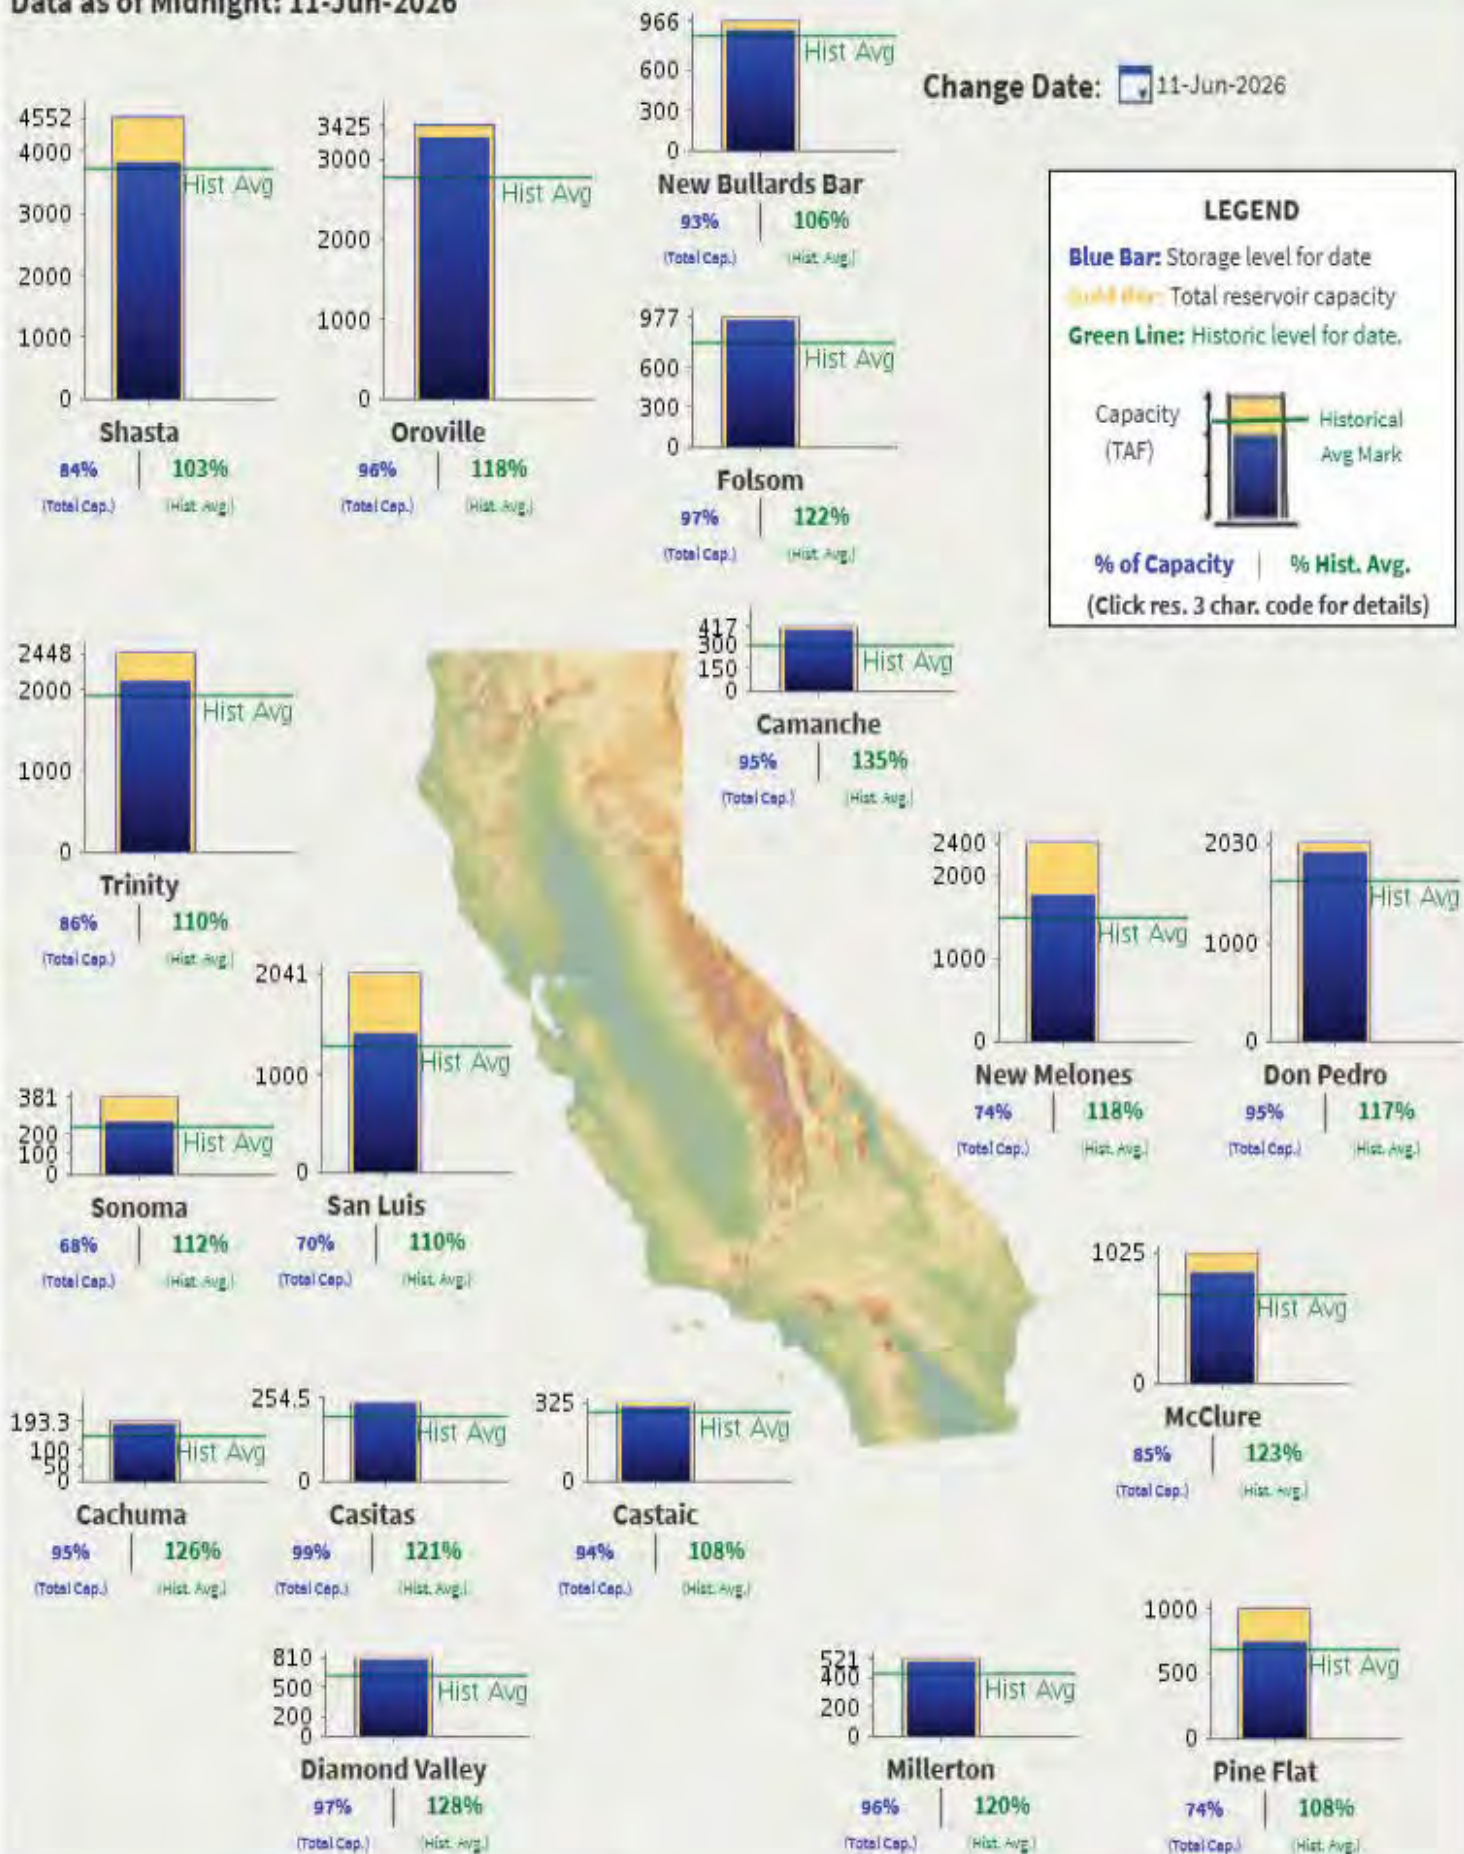 Data as of Midnight: 11-Jun-2026
Change Date: 11-Jun-2026
4552
4000
3000
2000
1000
0
Hist Avg
Shasta
84% | 103%
(Total Cap.) (Hist. Avg.)
3425
3000
2000
1000
0
Hist Avg
Oroville
96% | 118%
(Total Cap.) (Hist. Avg.)
966
600
300
0
Hist Avg
New Bullards Bar
93% | 106%
(Total Cap.) (Hist. Avg.)
977
600
300
0
Hist Avg
Folsom
97% | 122%
(Total Cap.) (Hist. Avg.)
LEGEND
Blue Bar: Storage level for date
Gold Bar: Total reservoir capacity
Green Line: Historic level for date.
Capacity
(TAF)
Historical
Avg Mark
% of Capacity | % Hist. Avg.
(Click res. 3 char. code for details)
2448
2000
1000
0
Hist Avg
Trinity
86% | 110%
(Total Cap.) (Hist. Avg.)
417
300
150
0
Hist Avg
Camanche
95% | 135%
(Total Cap.) (Hist. Avg.)
2400
2000
1000
0
Hist Avg
New Melones
74% | 118%
(Total Cap.) (Hist. Avg.)
2030
1000
0
Hist Avg
Don Pedro
95% | 117%
(Total Cap.) (Hist. Avg.)
381
200
100
0
Hist Avg
Sonoma
68% | 112%
(Total Cap.) (Hist. Avg.)
2041
1000
0
Hist Avg
San Luis
70% | 110%
(Total Cap.) (Hist. Avg.)
1025
0
Hist Avg
McClure
85% | 123%
(Total Cap.) (Hist. Avg.)
193.3
100
50
0
Hist Avg
Cachuma
95% | 126%
(Total Cap.) (Hist. Avg.)
254.5
0
Hist Avg
Casitas
99% | 121%
(Total Cap.) (Hist. Avg.)
325
0
Hist Avg
Castaic
94% | 108%
(Total Cap.) (Hist. Avg.)
810
500
200
0
Hist Avg
Diamond Valley
97% | 128%
(Total Cap.) (Hist. Avg.)
521
400
200
0
Hist Avg
Millerton
96% | 120%
(Total Cap.) (Hist. Avg.)
1000
500
0
Hist Avg
Pine Flat
74% | 108%
(Total Cap.) (Hist. Avg.)